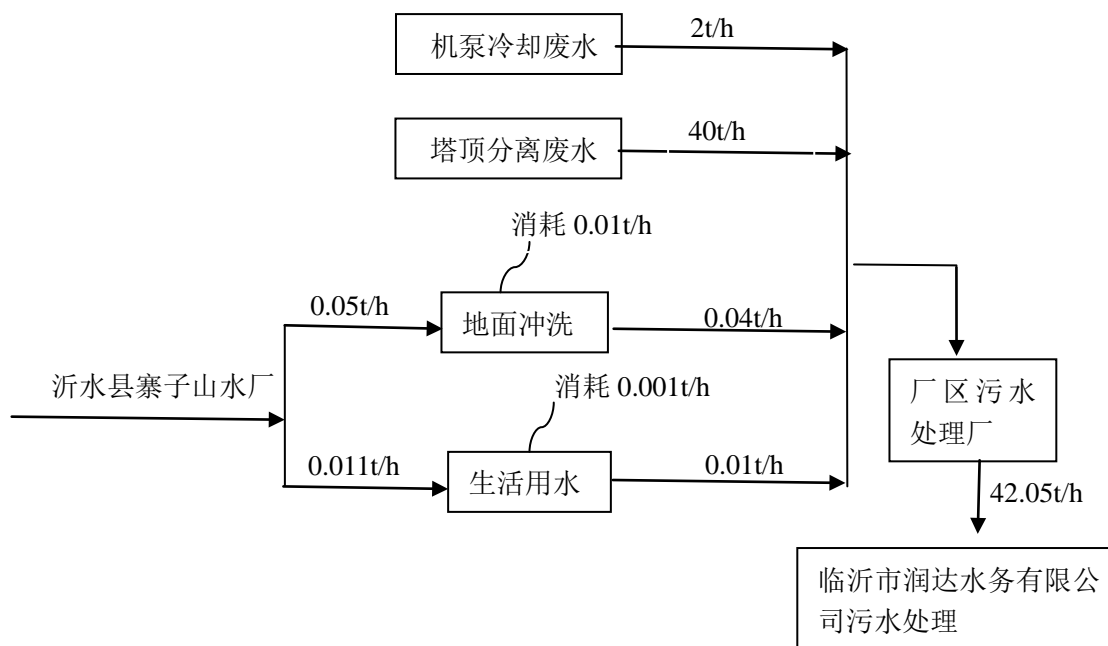 机泵冷却废水
2t/h
塔顶分离废水
40t/h
消耗 0.01t/h
0.05t/h
地面冲洗
0.04t/h
沂水县寨子山水厂
消耗 0.001t/h
0.011t/h
生活用水
0.01t/h
厂区污水
处理厂
42.05t/h
临沂市润达水务有限公
司污水处理